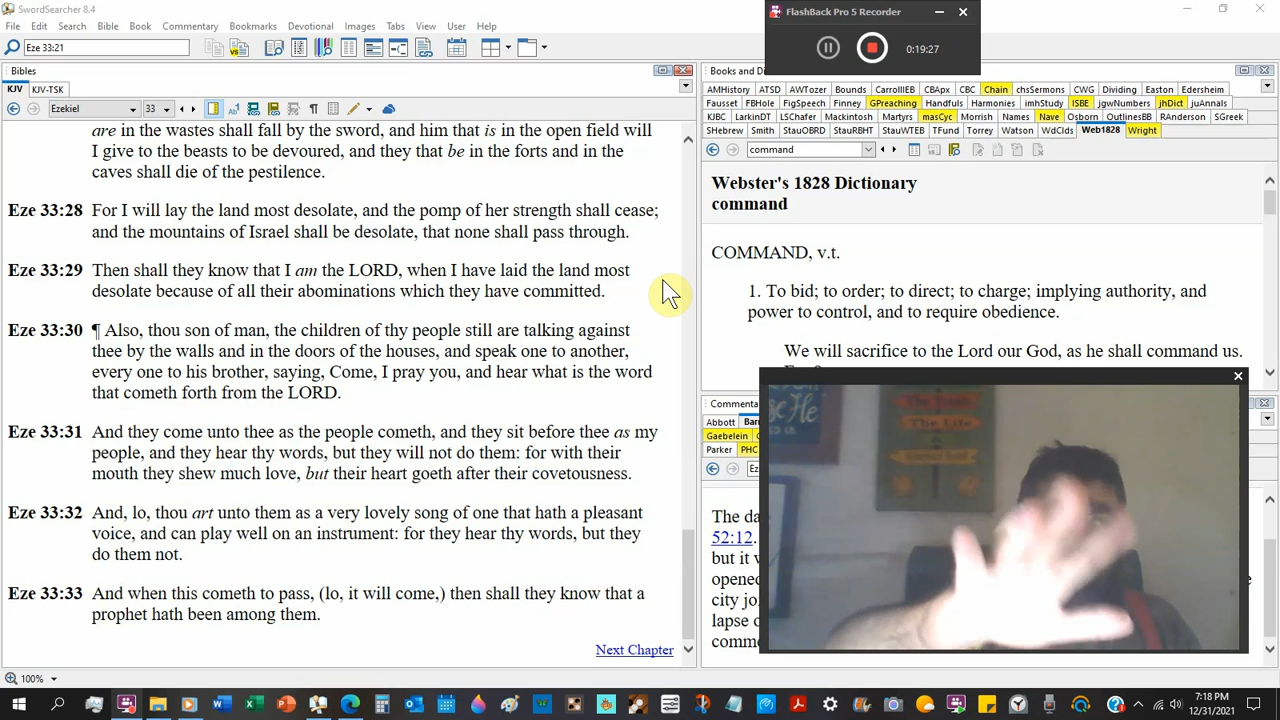 SwordSearcher 8.4
File Edit Search Bible Book Commentary Bookmarks Devotional Images Tabs View User Help
Eze 33:21
Bibles
KJV KJV-TSK
Ezekiel 33
are in the wastes shall fall by the sword, and him that is in the open field will
I give to the beasts to be devoured, and they that be in the forts and in the
caves shall die of the pestilence.
Eze 33:28 For I will lay the land most desolate, and the pomp of her strength shall cease;
and the mountains of Israel shall be desolate, that none shall pass through.
Eze 33:29 Then shall they know that I am the LORD, when I have laid the land most
desolate because of all their abominations which they have committed.
Eze 33:30 ¶ Also, thou son of man, the children of thy people still are talking against
thee by the walls and in the doors of the houses, and speak one to another,
every one to his brother, saying, Come, I pray you, and hear what is the word
that cometh forth from the LORD.
Eze 33:31 And they come unto thee as the people cometh, and they sit before thee as my
people, and they hear thy words, but they will not do them: for with their
mouth they shew much love, but their heart goeth after their covetousness.
Eze 33:32 And, lo, thou art unto them as a very lovely song of one that hath a pleasant
voice, and can play well on an instrument: for they hear thy words, but they
do them not.
Eze 33:33 And when this cometh to pass, (lo, it will come,) then shall they know that a
prophet hath been among them.
Next Chapter
100%
FlashBack Pro 5 Recorder
0:19:27
Books and Di
AMHistory ATSD AWTozer Bounds CarrollIEB CBApx CBC Chain chsSermons CWG Dividing Easton Edersheim
Fausset FBHole FigSpeech Finney GPreaching Handfuls Harmonies imhStudy ISBE jgwNumbers jhDict juAnnals
KJBC LarkinDT LSChafer Mackintosh Martyrs masCyc Morrish Names Nave Osborn OutlinesBB RAnderson SGreek
SHebrew Smith StauOBRD StauRBHT StauWTEB TFund Torrey Watson WdClds Web1828 Wright
command
Webster's 1828 Dictionary
command
COMMAND, v.t.
1. To bid; to order; to direct; to charge; implying authority, and
power to control, and to require obedience.
We will sacrifice to the Lord our God, as he shall command us.
Commenta
Abbott Bar
Gaebelein
Parker PHC
Ez
The da
52:12.
but it w
opened
city jo
lapse o
comm
The Life
7:18 PM
12/31/2021